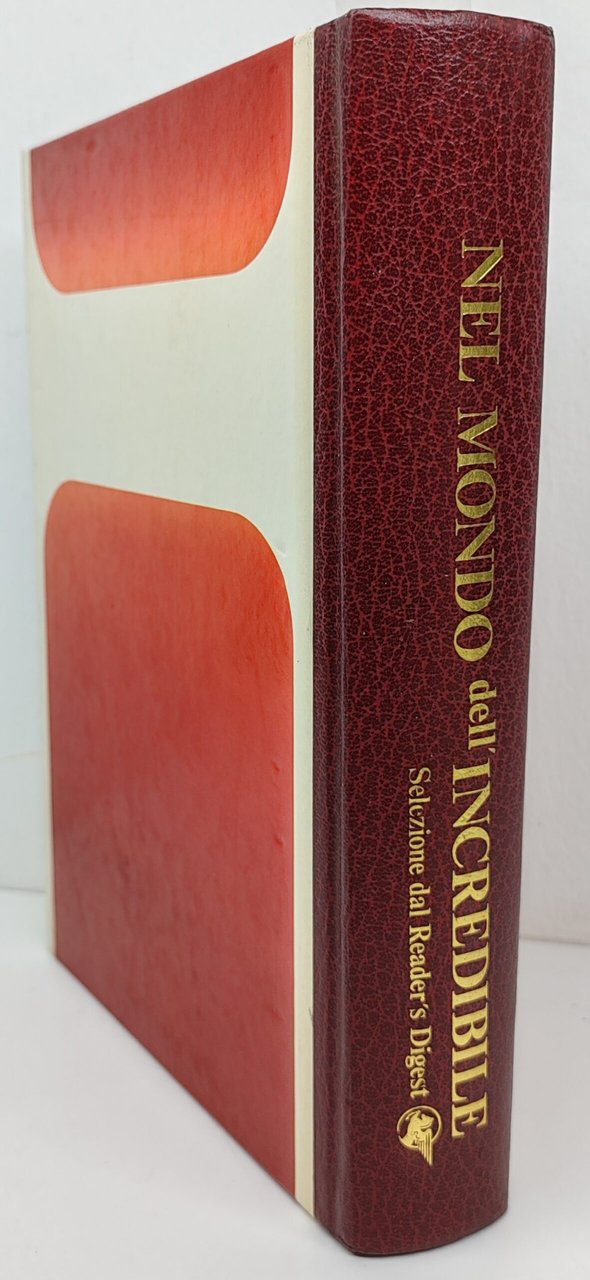 NEL MONDO dell'INCREDIBILE
Selezione dal Reader's Digest